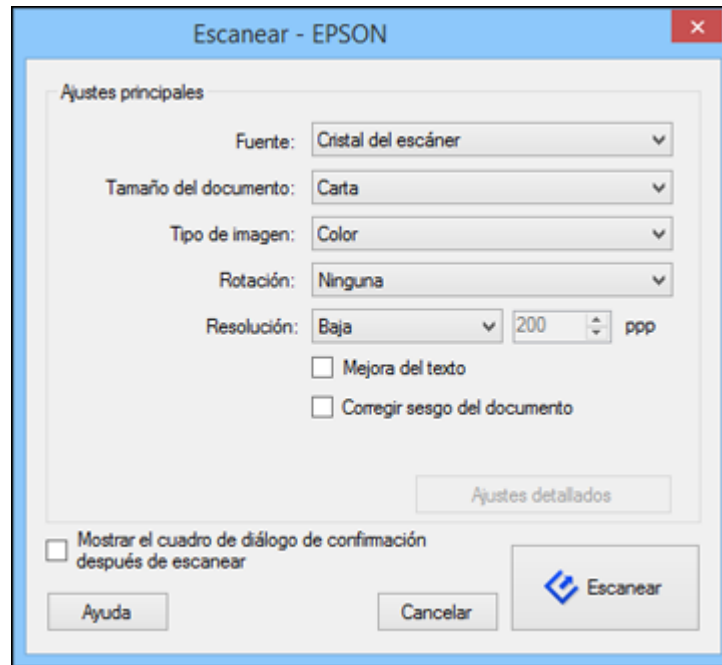 Escanear - EPSON
Ajustes principales
Fuente: Cristal del escáner
Tamaño del documento: Carta
Tipo de imagen: Color
Rotación: Ninguna
Resolución: Baja 200 ppp
Mejora del texto
Corregir sesgo del documento
Ajustes detallados
Mostrar el cuadro de diálogo de confirmación
después de escanear
Escanear
Ayuda Cancelar